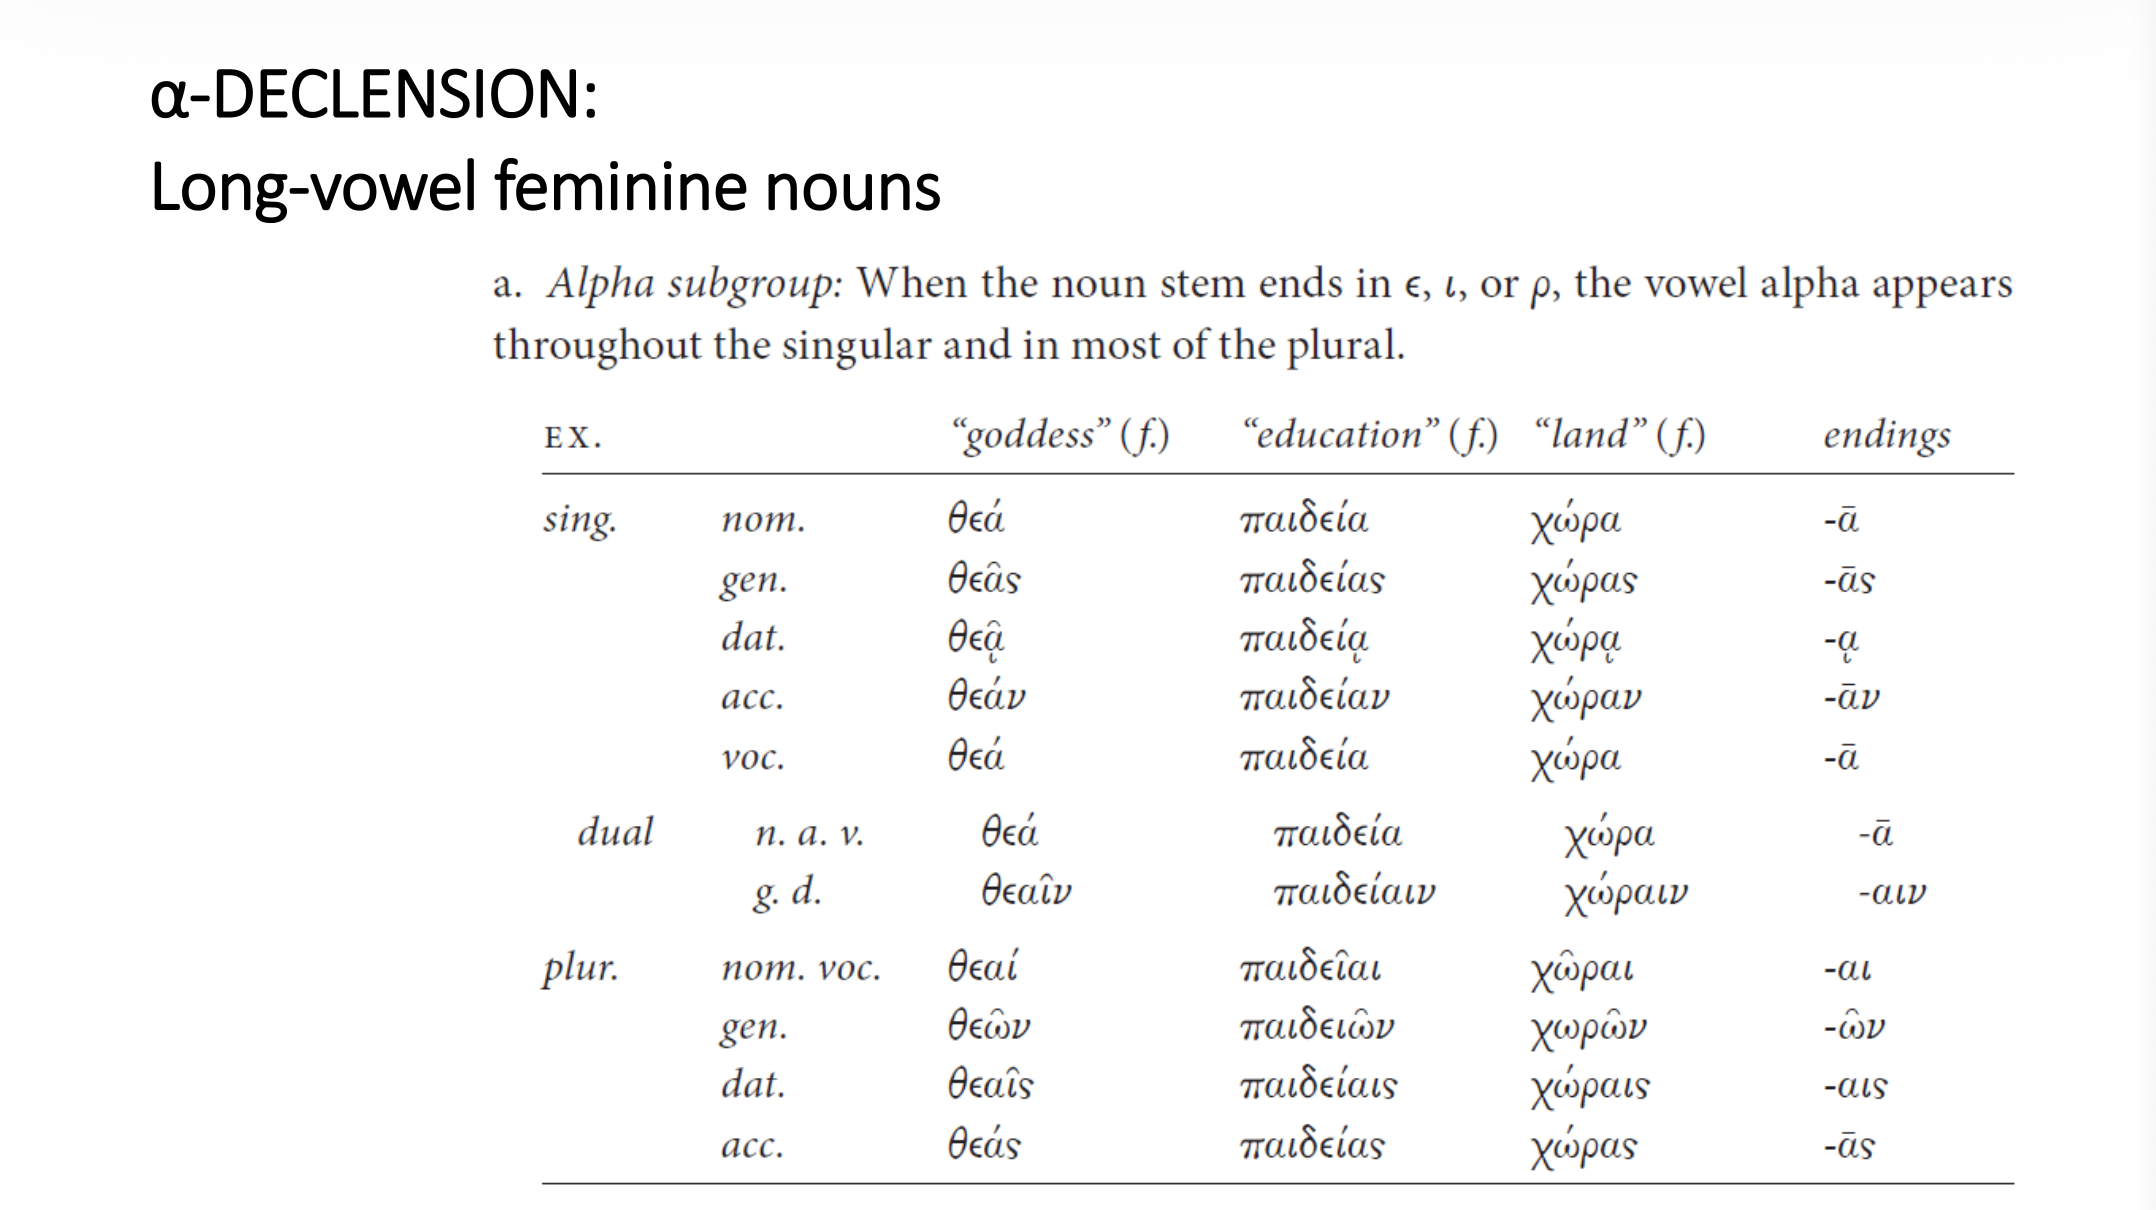 α-DECLENSION:
Long-vowel feminine nouns
a. Alpha subgroup: When the noun stem ends in ε, ι, or ρ, the vowel alpha appears
throughout the singular and in most of the plural.
EX. “goddess” (f.) “education” (f.) “land” (f.) endings
sing. nom. θεά παιδεία χώρα -ᾱ
gen. θεᾶς παιδείας χώρας -ᾱς
dat. θεᾷ παιδείᾳ χώρᾳ -ᾳ
acc. θεάν παιδείαν χώραν -ᾱν
voc. θεά παιδεία χώρα -ᾱ
dual n. a. v. θεά παιδεία χώρα -ᾱ
g. d. θεαῖν παιδείαιν χώραιν -αιν
plur. nom. voc. θεαί παιδεῖαι χῶραι -αι
gen. θεῶν παιδειῶν χωρῶν -ῶν
dat. θεαῖς παιδείαις χώραις -αις
acc. θεάς παιδείας χώρας -ᾱς